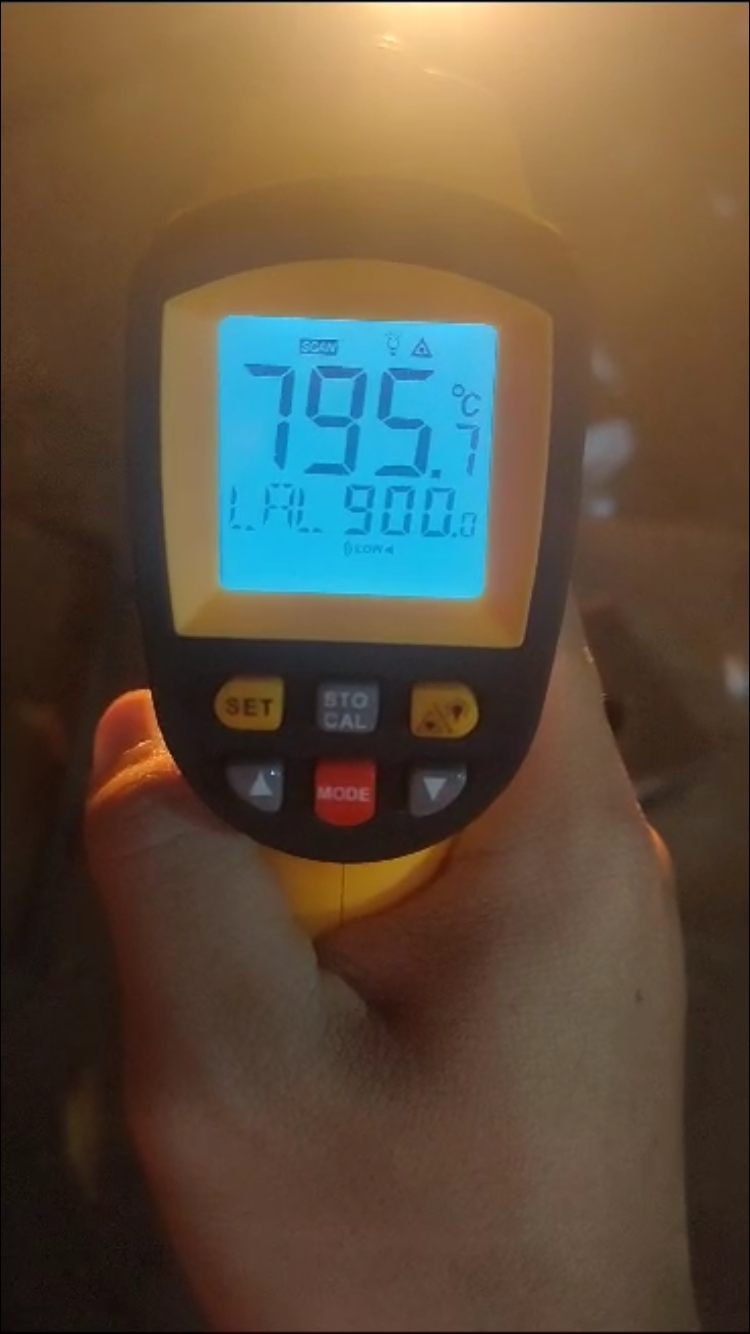 SCAN
795.7 °C
LAL 900.0
LOW
SET
STO
CAL
MODE